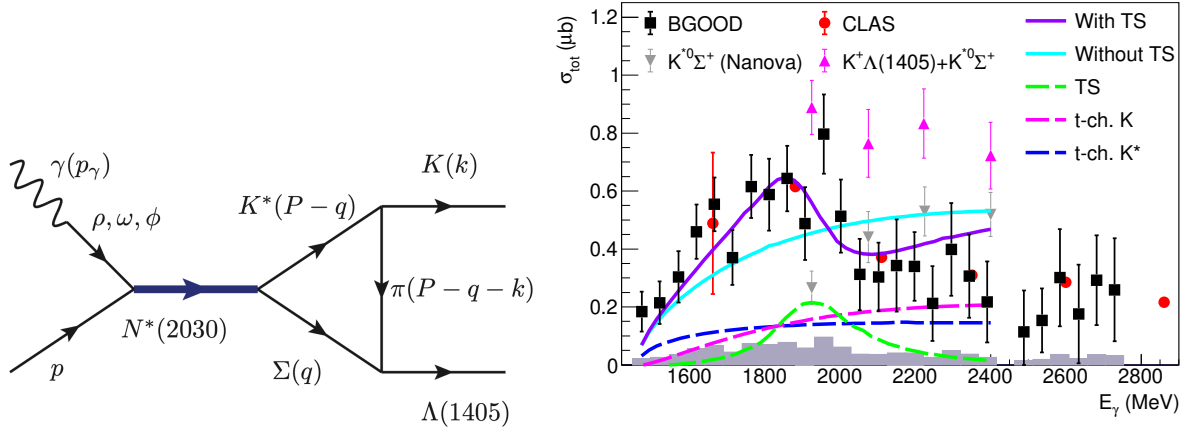 γ(p_γ)
ρ, ω, ϕ
N*(2030)
p
K*(P − q)
K(k)
π(P − q − k)
Σ(q)
Λ(1405)
σ_tot (μb)
1.2
1
0.8
0.6
0.4
0.2
0
BGOOD
CLAS
K*⁰Σ⁺ (Nanova)
K⁺Λ(1405)+K*⁰Σ⁺
With TS
Without TS
TS
t-ch. K
t-ch. K*
1600 1800 2000 2200 2400 2600 2800
E_γ (MeV)